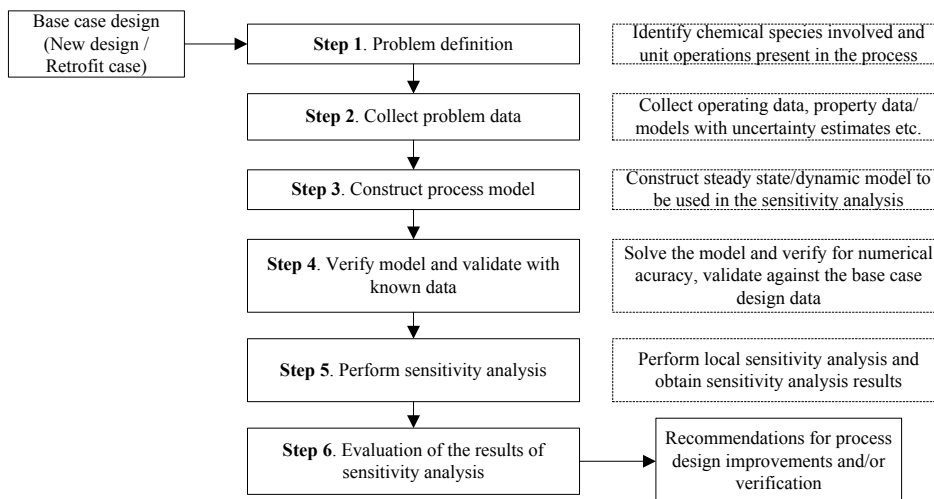 Base case design
(New design /
Retrofit case)
Step 1. Problem definition
Identify chemical species involved and
unit operations present in the process
Step 2. Collect problem data
Collect operating data, property data/
models with uncertainty estimates etc.
Step 3. Construct process model
Construct steady state/dynamic model to
be used in the sensitivity analysis
Step 4. Verify model and validate with
known data
Solve the model and verify for numerical
acuracy, validate against the base case
design data
Step 5. Perform sensitivity analysis
Perform local sensitivity analysis and
obtain sensitivity analysis results
Step 6. Evaluation of the results of
sensitivity analysis
Recommendations for process
design improvements and/or
verification